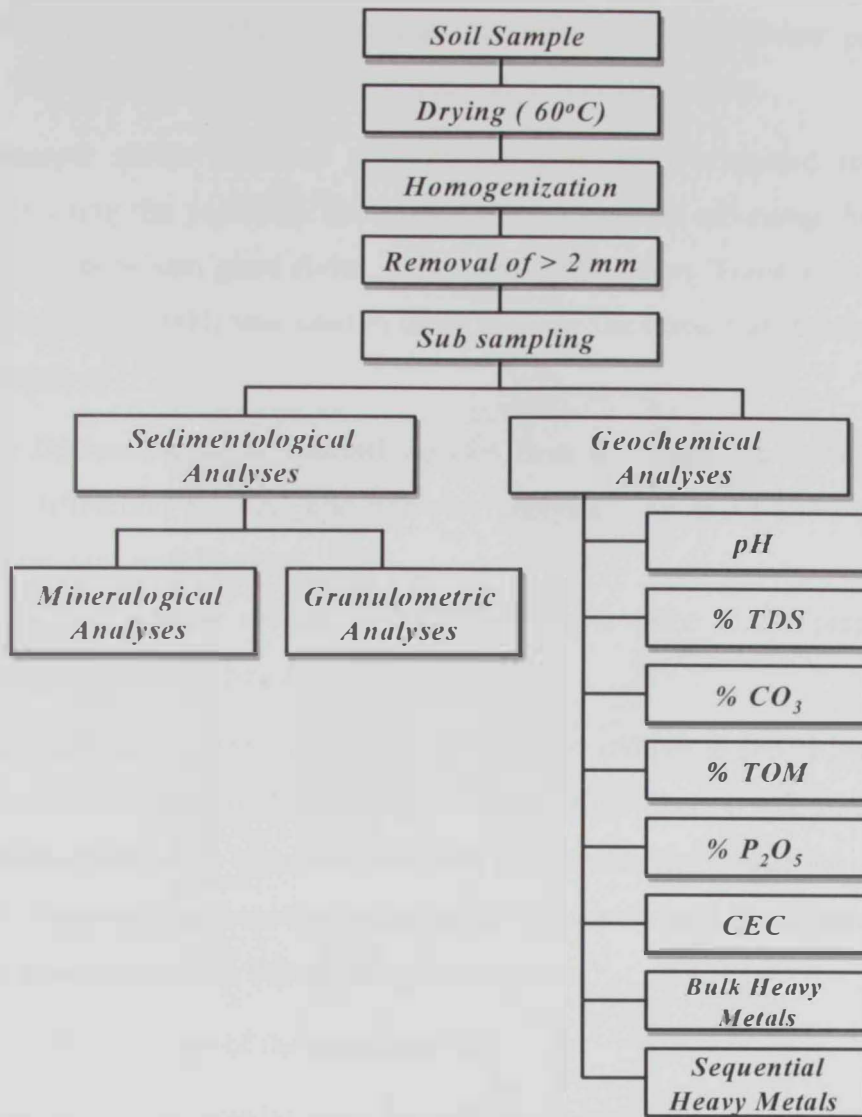 Soil Sample
Drying ( 60°C)
Homogenization
Removal of > 2 mm
Sub sampling
Sedimentological
Analyses
Geochemical
Analyses
Mineralogical
Analyses
Granulometric
Analyses
pH
% TDS
% CO₃
% TOM
% P₂O₅
CEC
Bulk Heavy
Metals
Sequential
Heavy Metals